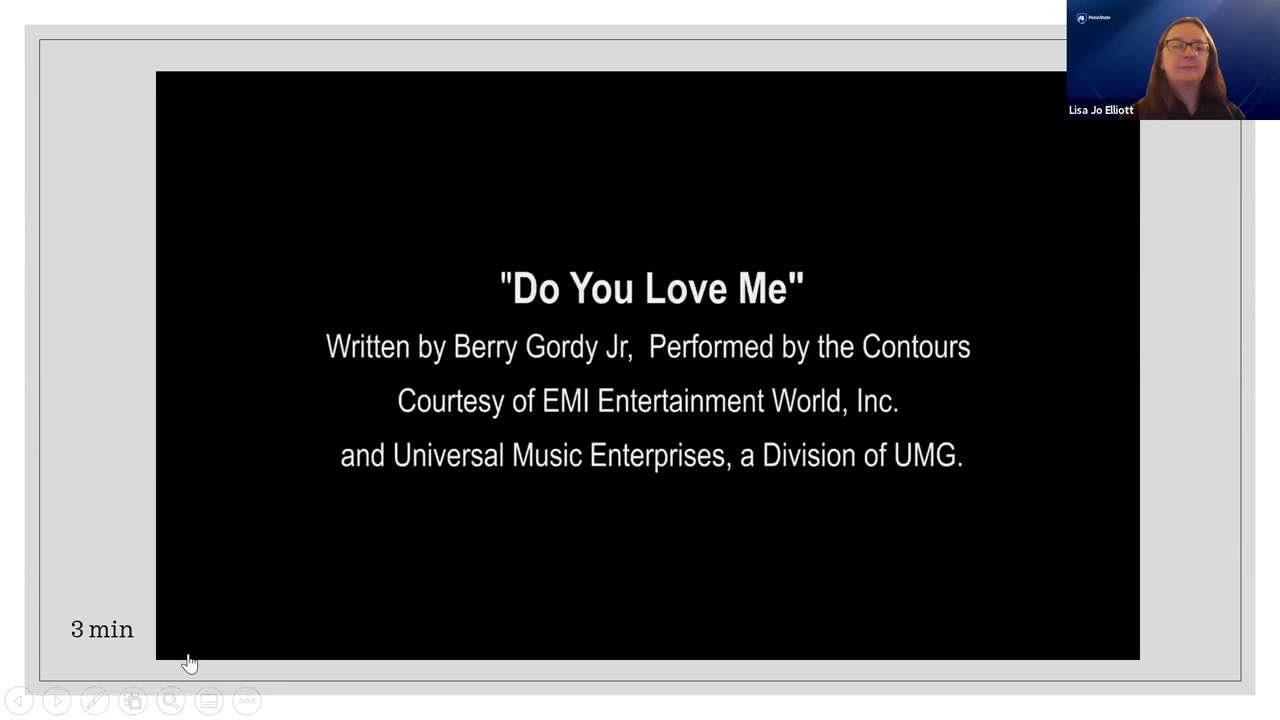 PennState
Lisa Jo Elliott
"Do You Love Me"
Written by Berry Gordy Jr,  Performed by the Contours
Courtesy of EMI Entertainment World, Inc.
and Universal Music Enterprises, a Division of UMG.
3 min